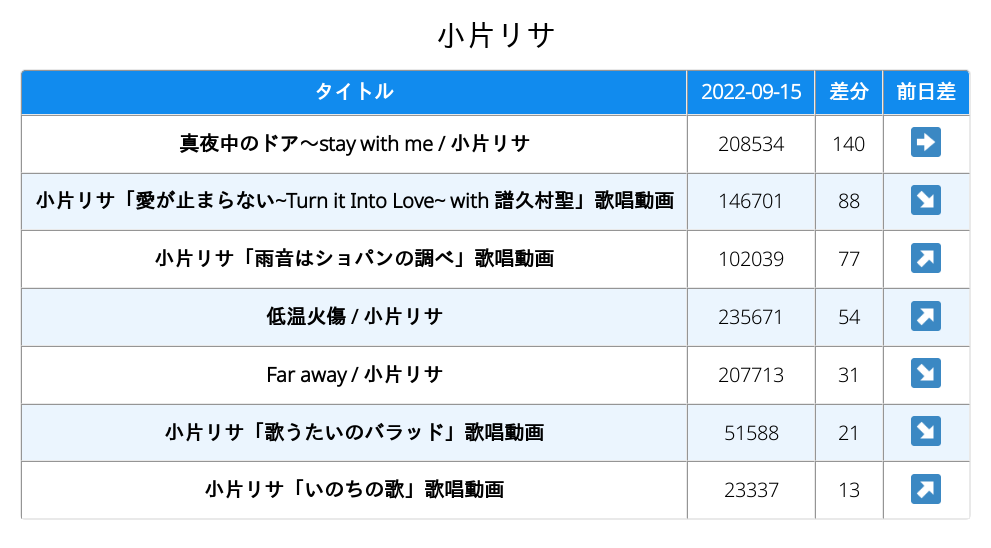 小片リサ
タイトル 2022-09-15 差分 前日差
真夜中のドア〜stay with me / 小片リサ 208534 140 ➡
小片リサ「愛が止まらない~Turn it Into Love~ with 譜久村聖」歌唱動画 146701 88 ↘
小片リサ「雨音はショパンの調べ」歌唱動画 102039 77 ↗
低温火傷 / 小片リサ 235671 54 ↗
Far away / 小片リサ 207713 31 ↘
小片リサ「歌うたいのバラッド」歌唱動画 51588 21 ↘
小片リサ「いのちの歌」歌唱動画 23337 13 ↗